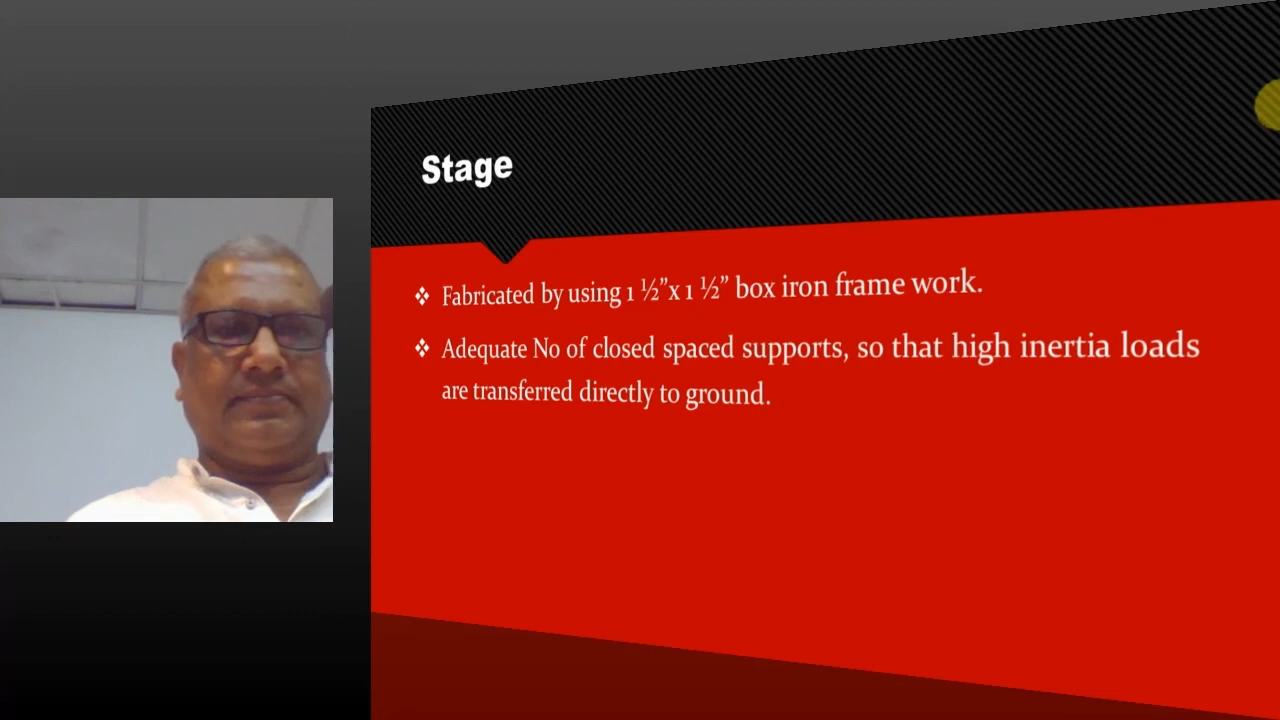 Stage
❖ Fabricated by using 1 ½”x 1 ½” box iron frame work.
❖ Adequate No of closed spaced supports, so that high inertia loads
are transferred directly to ground.